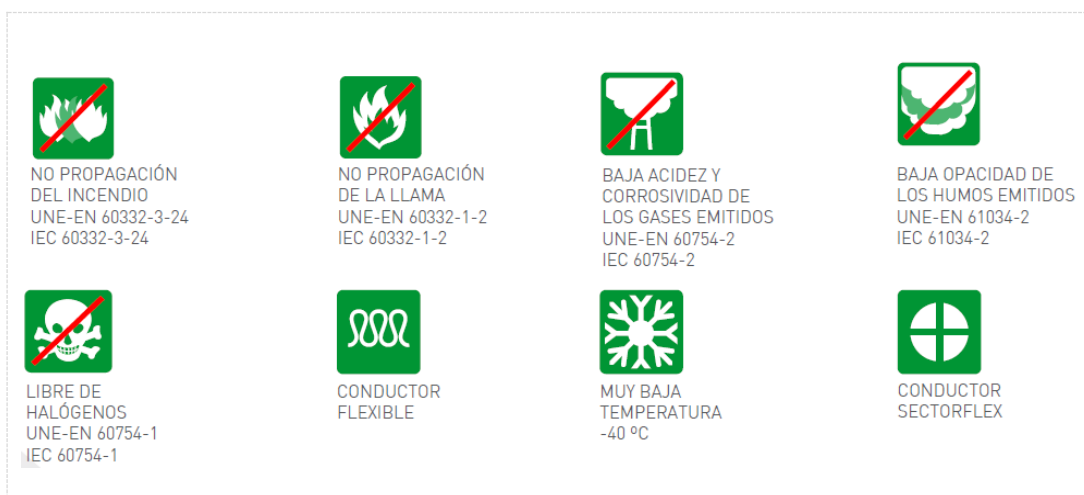 NO PROPAGACIÓN
DEL INCENDIO
UNE-EN 60332-3-24
IEC 60332-3-24
NO PROPAGACIÓN
DE LA LLAMA
UNE-EN 60332-1-2
IEC 60332-1-2
BAJA ACIDEZ Y
CORROSIVIDAD DE
LOS GASES EMITIDOS
UNE-EN 60754-2
IEC 60754-2
BAJA OPACIDAD DE
LOS HUMOS EMITIDOS
UNE-EN 61034-2
IEC 61034-2
LIBRE DE
HALÓGENOS
UNE-EN 60754-1
IEC 60754-1
CONDUCTOR
FLEXIBLE
MUY BAJA
TEMPERATURA
-40 ºC
CONDUCTOR
SECTORFLEX